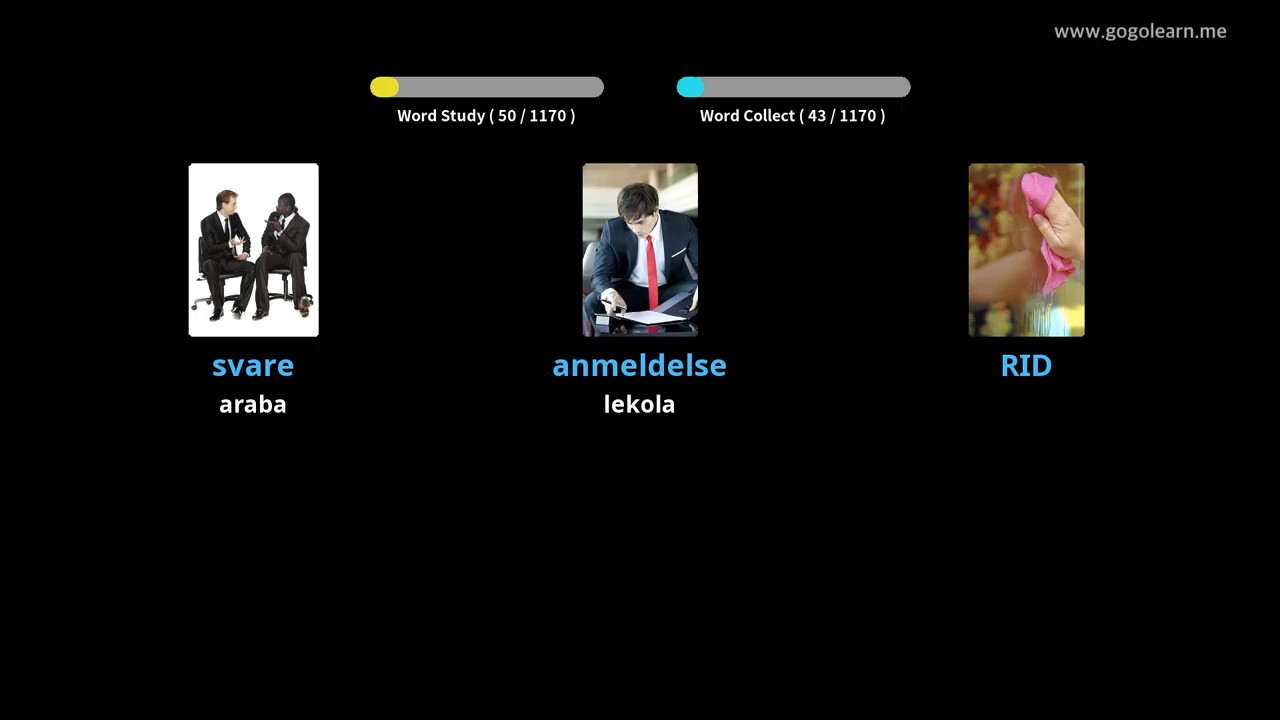 www.gogolearn.me
Word Study ( 50 / 1170 )
Word Collect ( 43 / 1170 )
svare
araba
anmeldelse
lekola
RID